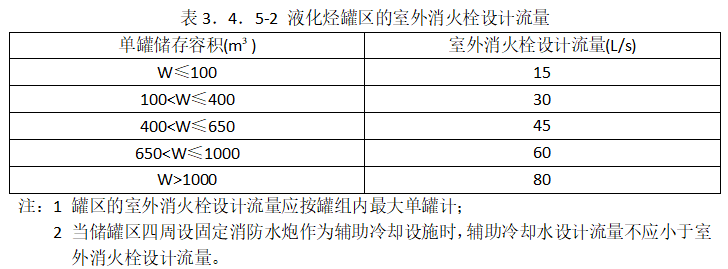 表 3．4．5-2 液化烃罐区的室外消火栓设计流量
单罐储存容积(m³ ) 室外消火栓设计流量(L/s)
W≤100 15
100<W≤400 30
400<W≤650 45
650<W≤1000 60
W>1000 80
注：1 罐区的室外消火栓设计流量应按罐组内最大单罐计；
2 当储罐区四周设固定消防水炮作为辅助冷却设施时，辅助冷却水设计流量不应小于室
外消火栓设计流量。